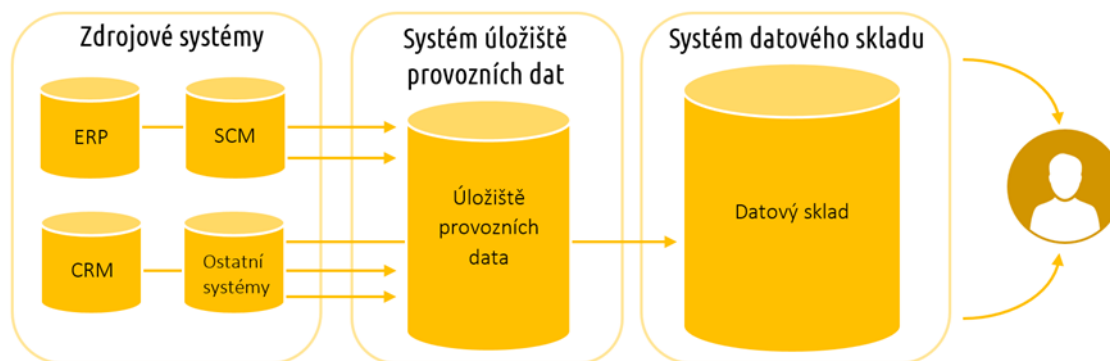 Zdrojové systémy
Systém úložiště
provozních dat
Systém datového skladu
ERP
SCM
CRM
Ostatní
systémy
Úložiště
provozních
data
Datový sklad